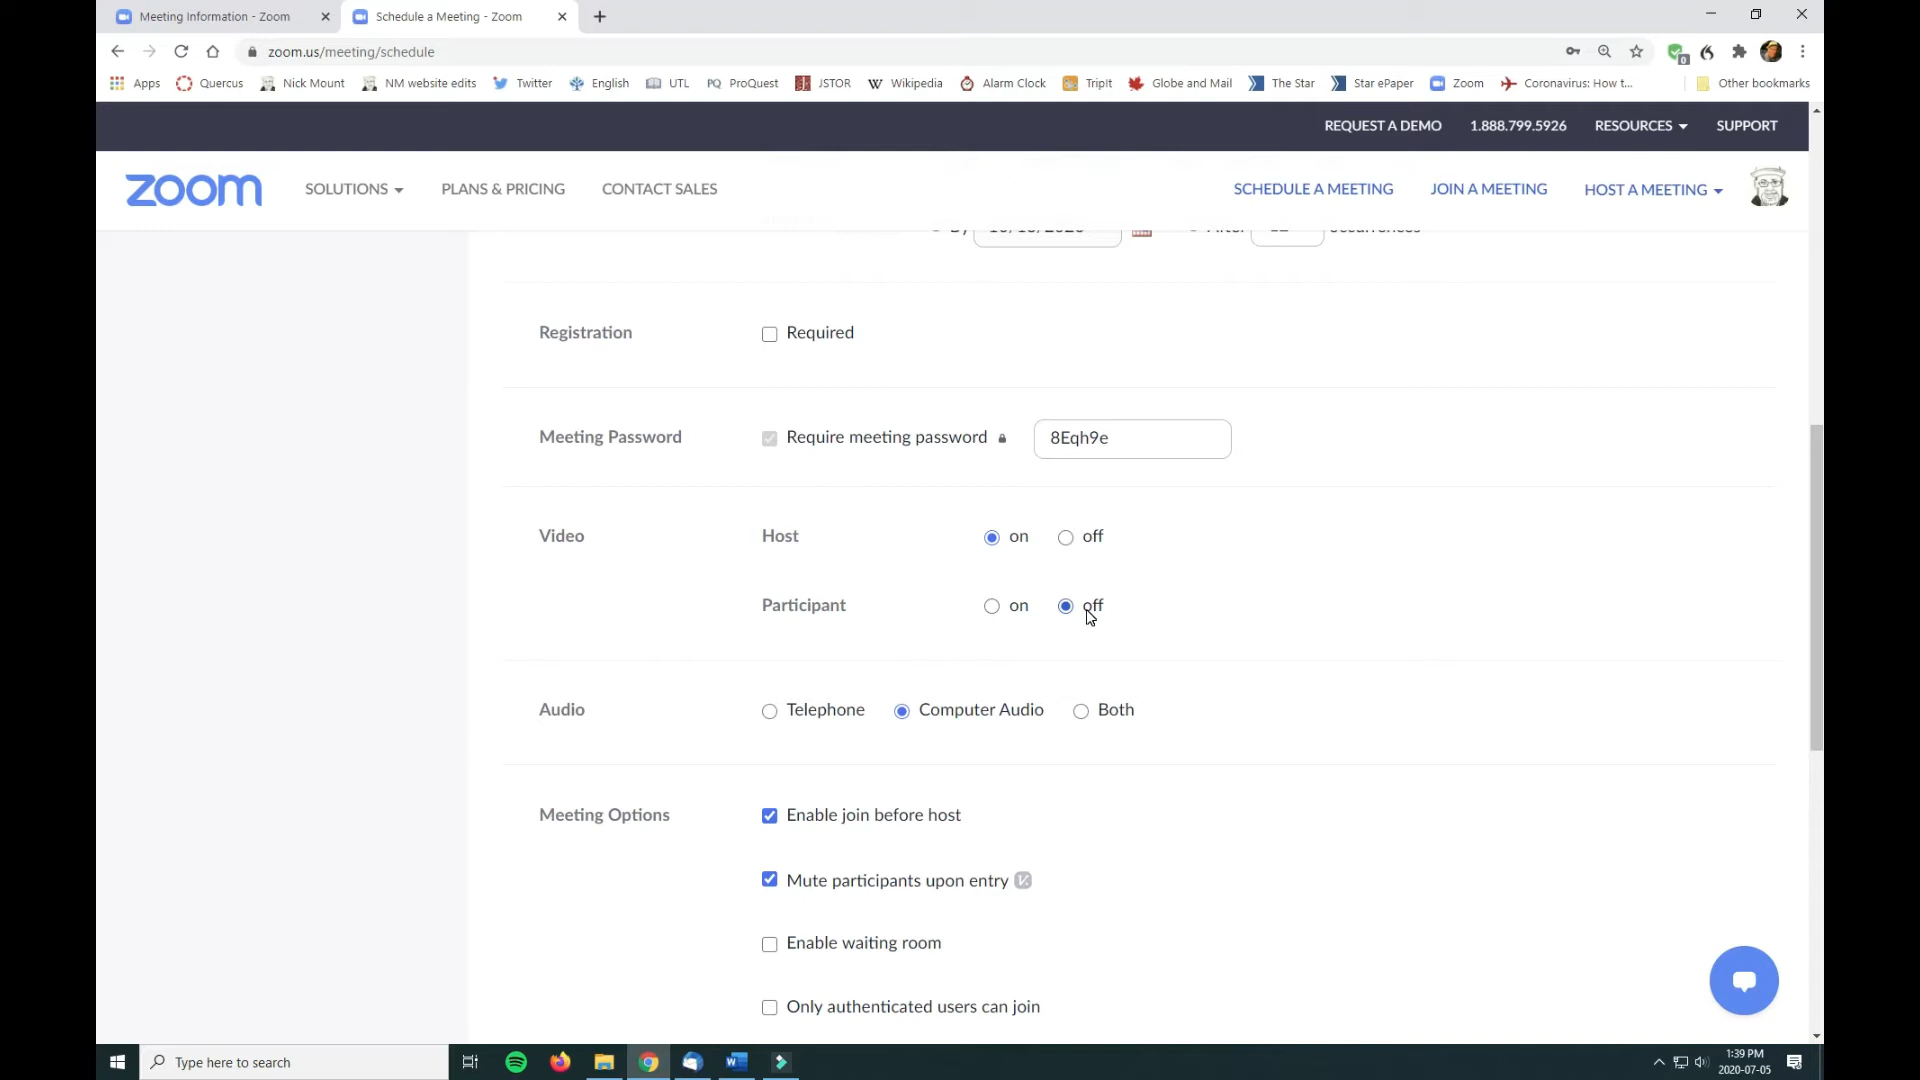 Meeting Information - Zoom
Schedule a Meeting - Zoom
zoom.us/meeting/schedule
Apps Quercus Nick Mount NM website edits Twitter English UTL PQ ProQuest JSTOR W Wikipedia Alarm Clock TripIt Globe and Mail The Star Star ePaper Zoom Coronavirus: How t... Other bookmarks
REQUEST A DEMO 1.888.799.5926 RESOURCES SUPPORT
zoom SOLUTIONS PLANS & PRICING CONTACT SALES SCHEDULE A MEETING JOIN A MEETING HOST A MEETING
By After occurrences
Registration Required
Meeting Password Require meeting password 8Eqh9e
Video Host on off
Participant on off
Audio Telephone Computer Audio Both
Meeting Options Enable join before host
Mute participants upon entry
Enable waiting room
Only authenticated users can join
Type here to search
1:39 PM
2020-07-05